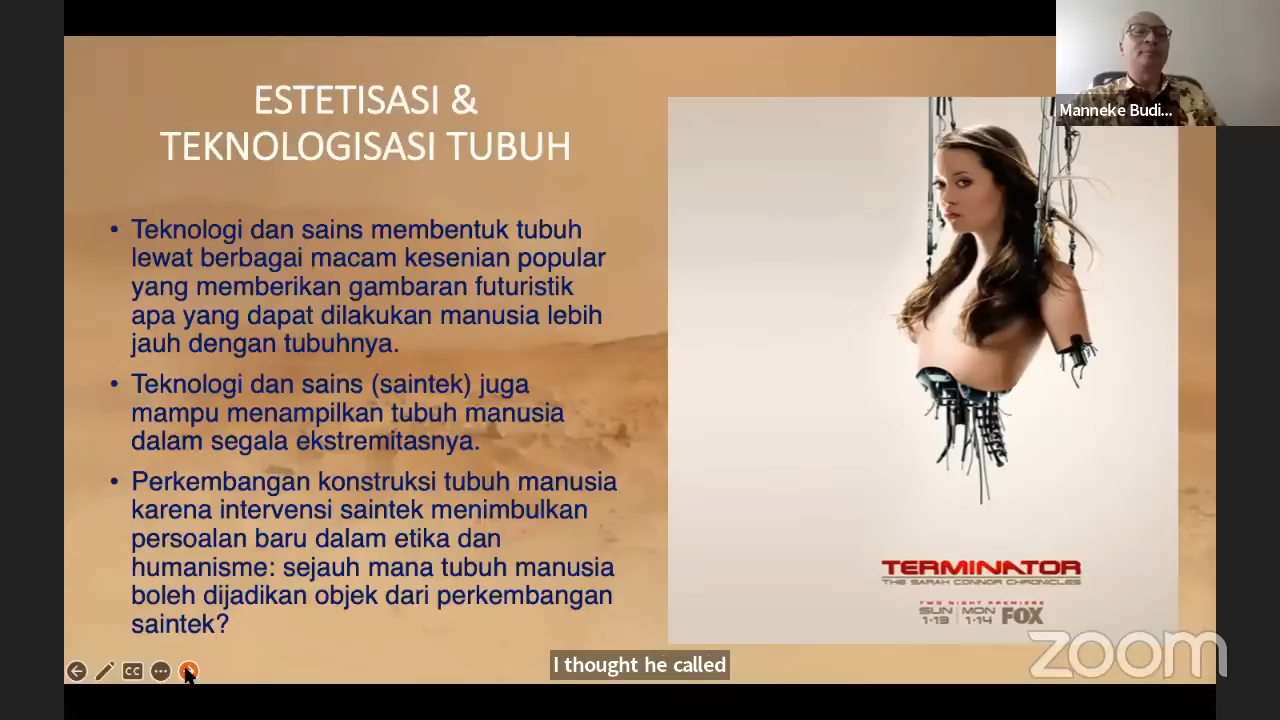 ESTETISASI &
TEKNOLOGISASI TUBUH
• Teknologi dan sains membentuk tubuh
lewat berbagai macam kesenian popular
yang memberikan gambaran futuristik
apa yang dapat dilakukan manusia lebih
jauh dengan tubuhnya.
• Teknologi dan sains (saintek) juga
mampu menampilkan tubuh manusia
dalam segala ekstremitasnya.
• Perkembangan konstruksi tubuh manusia
karena intervensi saintek menimbulkan
persoalan baru dalam etika dan
humanisme: sejauh mana tubuh manusia
boleh dijadikan objek dari perkembangan
saintek?
Manneke Budi...
TERMINATOR
THE SARAH CONNOR CHRONICLES
TWO NIGHT PREMIERE
SUN MON FOX
1·13 1·14
CC
I thought he called
zoom